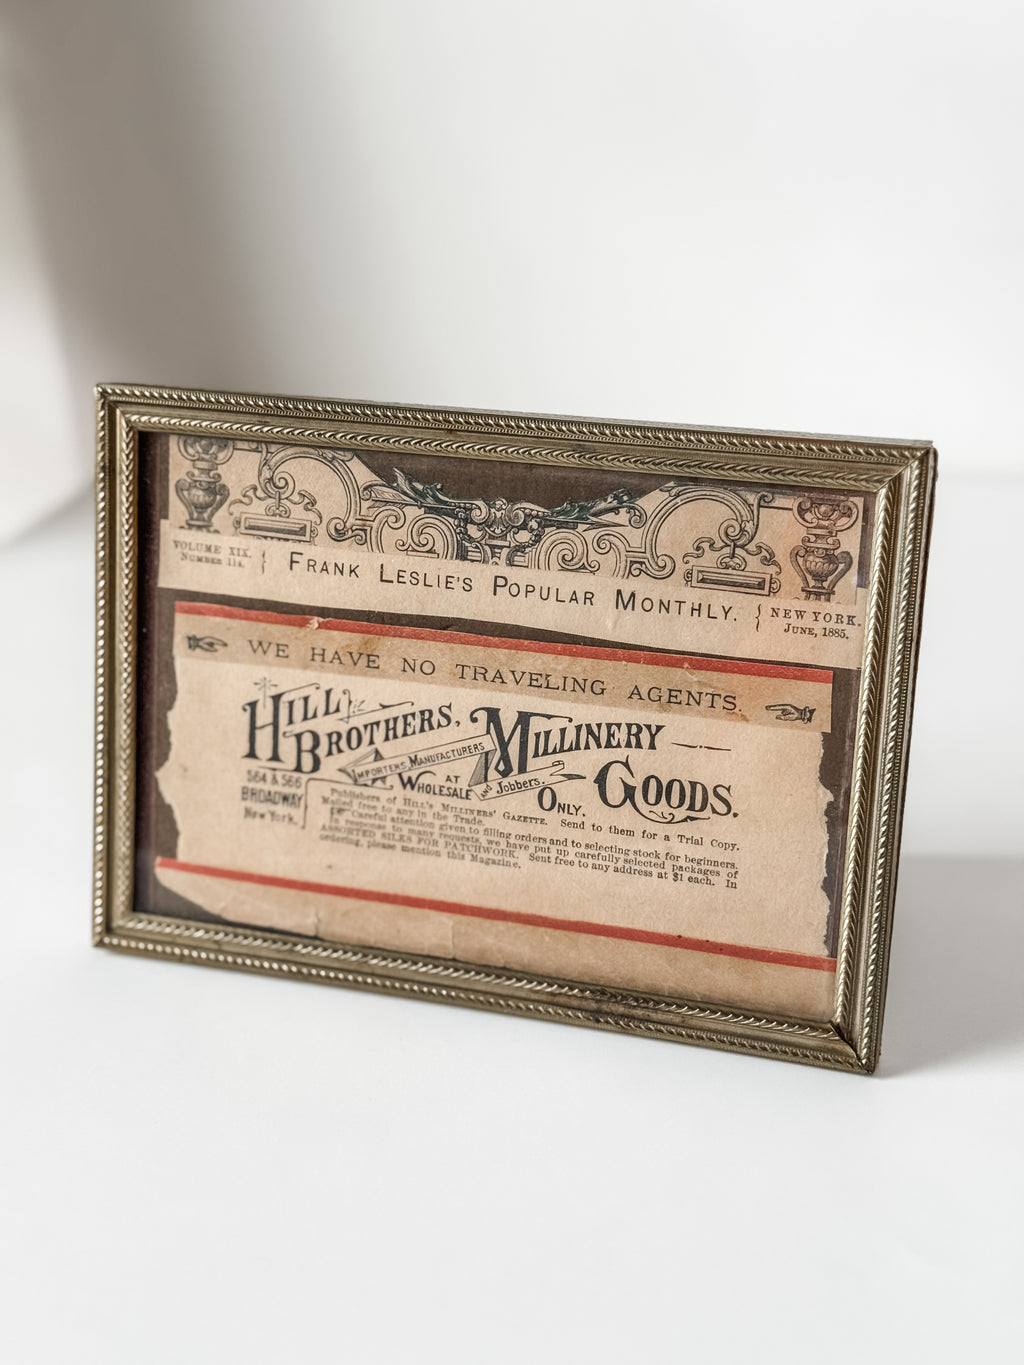 VOLUME XIX.
NUMBER 114.
FRANK LESLIE'S POPULAR MONTHLY.
NEW YORK.
JUNE, 1885.
WE HAVE NO TRAVELING AGENTS.
HILL
BROTHERS,
MILLINERY
IMPORTERS, MANUFACTURERS
AND Jobbers.
AT
WHOLESALE
ONLY.
GOODS.
564 & 566
BROADWAY
New York.
Publishers of HILL'S MILLINERS' GAZETTE. Send to them for a Trial Copy.
Mailed free to any in the Trade.
Careful attention given to filling orders and to selecting stock for beginners.
In response to many requests, we have put up carefully selected packages of
ASSORTED SILKS FOR PATCHWORK. Sent free to any address at $1 each. In
ordering, please mention this Magazine.